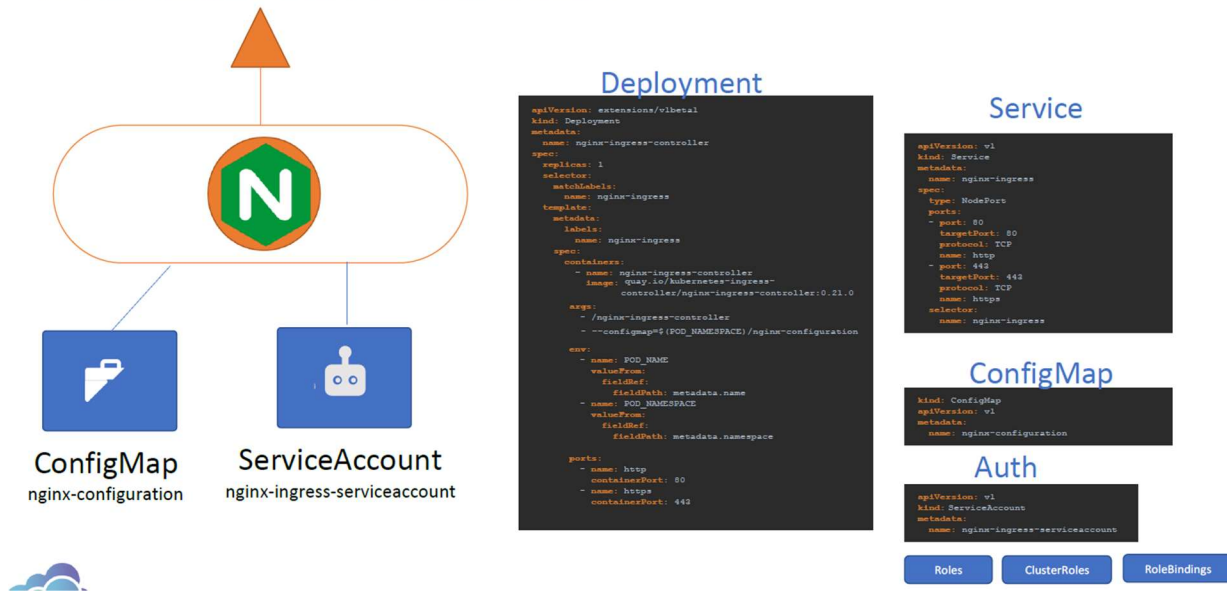 N
ConfigMap
nginx-configuration
ServiceAccount
nginx-ingress-serviceaccount
Deployment
apiVersion: extensions/v1beta1
kind: Deployment
metadata:
  name: nginx-ingress-controller
spec:
  replicas: 1
  selector:
    matchLabels:
      name: nginx-ingress
  template:
    metadata:
      labels:
        name: nginx-ingress
    spec:
      containers:
        - name: nginx-ingress-controller
          image: quay.io/kubernetes-ingress-
                 controller/nginx-ingress-controller:0.21.0
      args:
        - /nginx-ingress-controller
        - --configmap=$(POD_NAMESPACE)/nginx-configuration
      env:
        - name: POD_NAME
          valueFrom:
            fieldRef:
              fieldPath: metadata.name
        - name: POD_NAMESPACE
          valueFrom:
            fieldRef:
              fieldPath: metadata.namespace
      ports:
        - name: http
          containerPort: 80
        - name: https
          containerPort: 443
Service
apiVersion: v1
kind: Service
metadata:
  name: nginx-ingress
spec:
  type: NodePort
  ports:
  - port: 80
    targetPort: 80
    protocol: TCP
    name: http
  - port: 443
    targetPort: 443
    protocol: TCP
    name: https
  selector:
    name: nginx-ingress
ConfigMap
kind: ConfigMap
apiVersion: v1
metadata:
  name: nginx-configuration
Auth
apiVersion: v1
kind: ServiceAccount
metadata:
  name: nginx-ingress-serviceaccount
Roles
ClusterRoles
RoleBindings